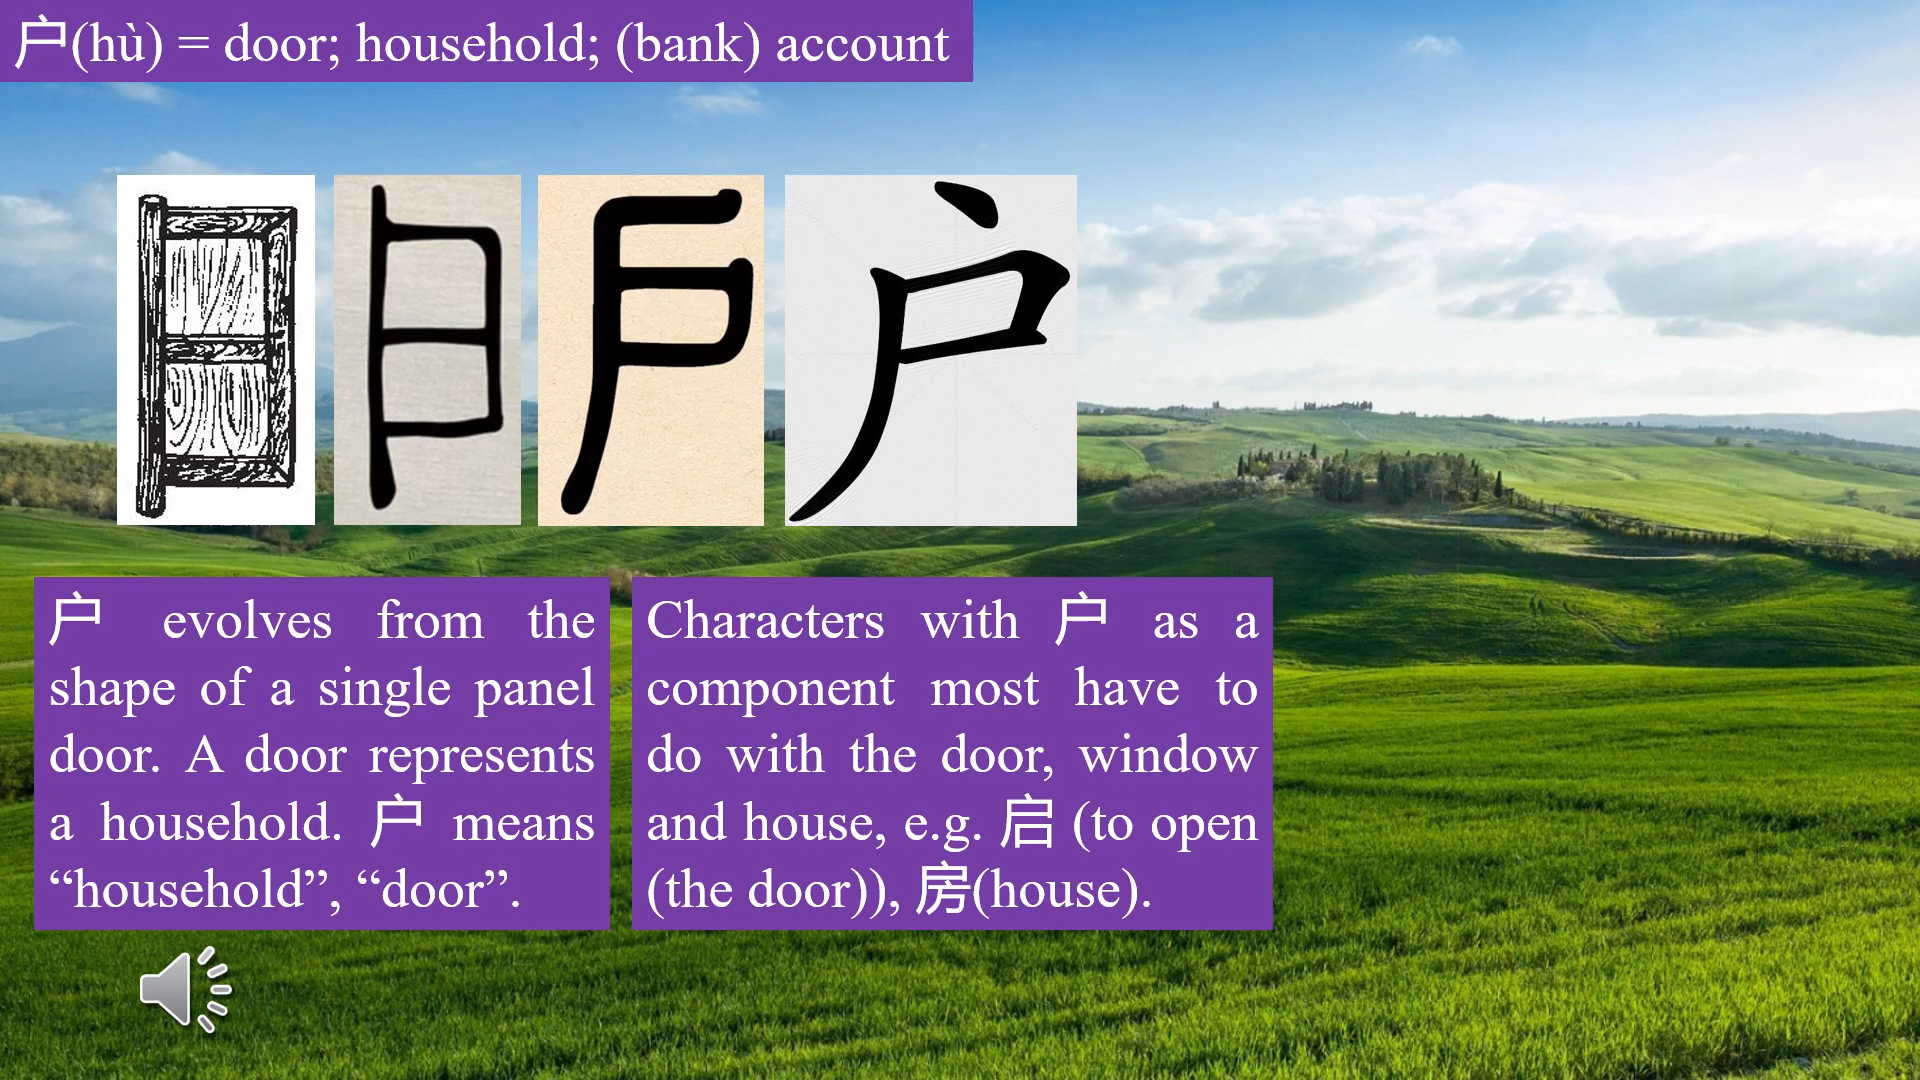 户(hù) = door; household; (bank) account
户
户 evolves from the
shape of a single panel
door. A door represents
a household. 户 means
“household”, “door”.
Characters with 户 as a
component most have to
do with the door, window
and house, e.g. 启 (to open
(the door)), 房(house).